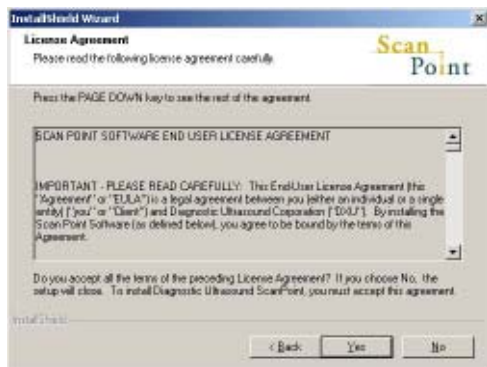 InstallShield Wizard
License Agreement
Please read the following license agreement carefully.
Scan
Point
Press the PAGE DOWN key to see the rest of the agreement.
SCAN POINT SOFTWARE END USER LICENSE AGREEMENT
IMPORTANT - PLEASE READ CAREFULLY: This End-User License Agreement (this
"Agreement" or "EULA") is a legal agreement between you (either an individual or a single
entity) ("you" or "Client") and Diagnostic Ultrasound Corporation ("DXU"). By installing the
Scan Point Software (as defined below), you agree to be bound by the terms of this
Agreement.
Do you accept all the terms of the preceding License Agreement? If you choose No, the
setup will close. To install Diagnostic Ultrasound ScanPoint, you must accept this agreement.
InstallShield
< Back
Yes
No